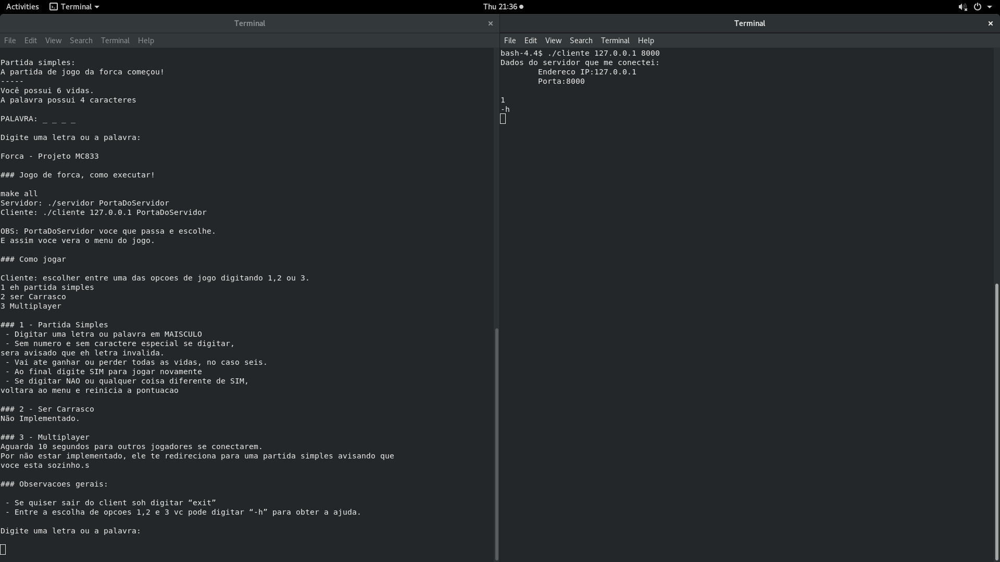 Activities Terminal Thu 21:36
Terminal
File Edit View Search Terminal Help
Partida simples:
A partida de jogo da forca começou!
-----
Você possui 6 vidas.
A palavra possui 4 caracteres
PALAVRA: _ _ _ _
Digite uma letra ou a palavra:
Forca - Projeto MC833
### Jogo de forca, como executar!
make all
Servidor: ./servidor PortaDoServidor
Cliente: ./cliente 127.0.0.1 PortaDoServidor
OBS: PortaDoServidor voce que passa e escolhe.
E assim voce vera o menu do jogo.
### Como jogar
Cliente: escolher entre uma das opcoes de jogo digitando 1,2 ou 3.
1 eh partida simples
2 ser Carrasco
3 Multiplayer
### 1 - Partida Simples
- Digitar uma letra ou palavra em MAISCULO
- Sem numero e sem caractere especial se digitar,
sera avisado que eh letra invalida.
- Vai ate ganhar ou perder todas as vidas, no caso seis.
- Ao final digite SIM para jogar novamente
- Se digitar NAO ou qualquer coisa diferente de SIM,
voltara ao menu e reinicia a pontuacao
### 2 - Ser Carrasco
Não Implementado.
### 3 - Multiplayer
Aguarda 10 segundos para outros jogadores se conectarem.
Por não estar implementado, ele te redireciona para uma partida simples avisando que
voce esta sozinho.s
### Observacoes gerais:
- Se quiser sair do client soh digitar “exit”
- Entre a escolha de opcoes 1,2 e 3 vc pode digitar “-h” para obter a ajuda.
Digite uma letra ou a palavra:
Terminal
File Edit View Search Terminal Help
bash-4.4$ ./cliente 127.0.0.1 8000
Dados do servidor que me conectei:
Endereco IP:127.0.0.1
Porta:8000
1
-h